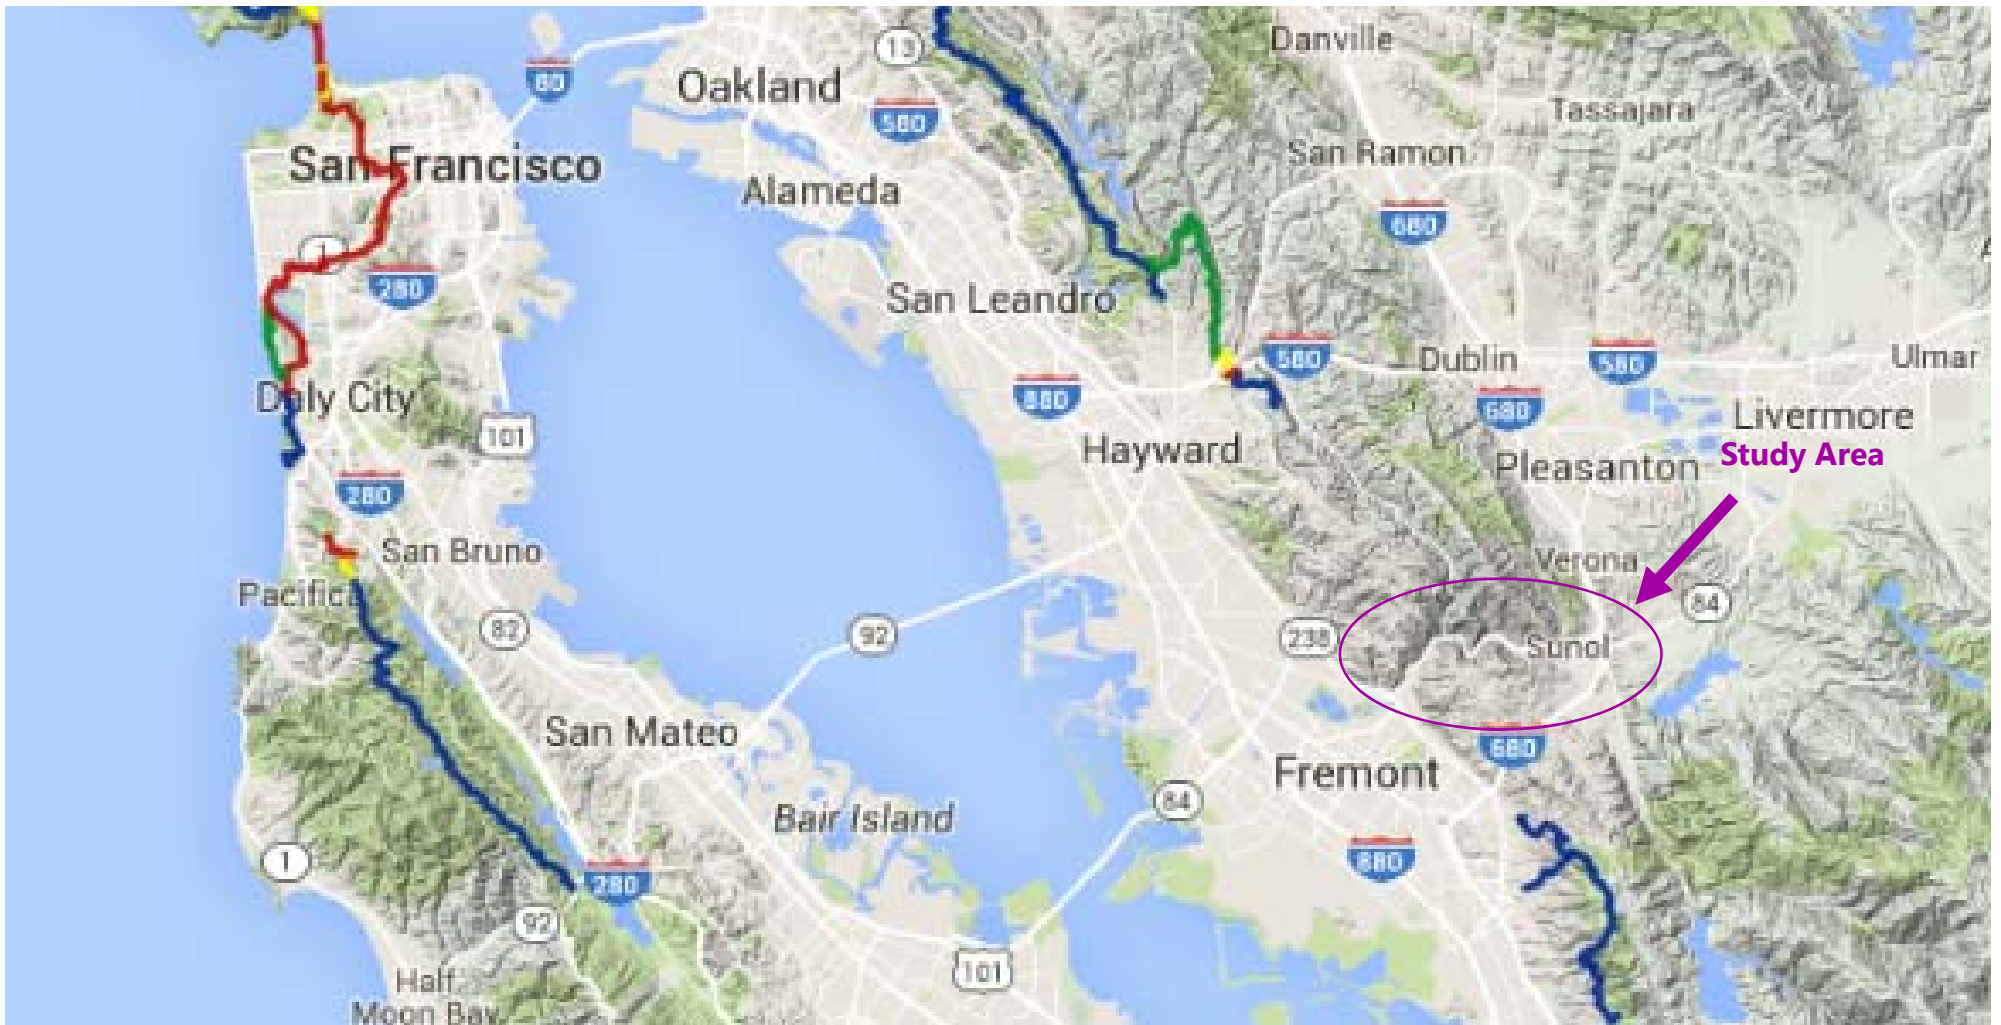 13
Danville
80
Oakland
580
Tassajara
San Francisco
San Ramon
Alameda
680
1
280
San Leandro
580
Dublin
580
Ulmar
Daly City
880
680
Livermore
101
Hayward
Study Area
Pleasanton
280
San Bruno
Verona
Pacifica
84
82
92
238
Sunol
San Mateo
680
Fremont
84
Bair Island
1
880
280
92
101
Half
Moon Bay